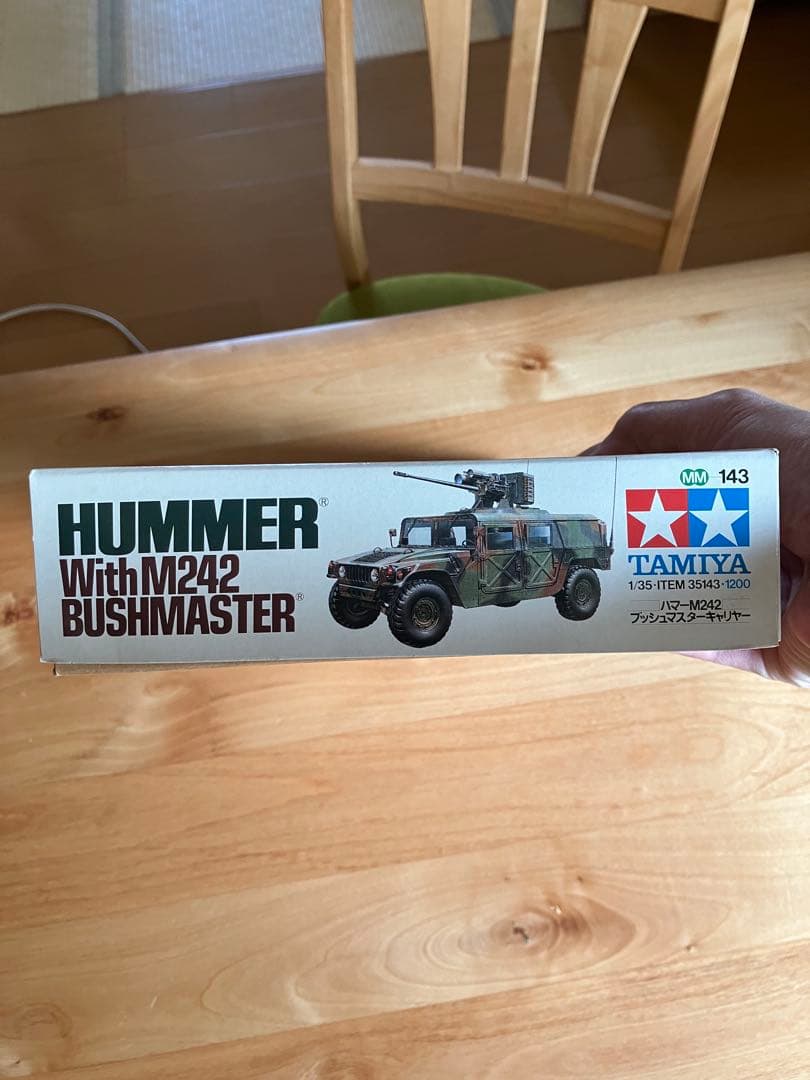 HUMMER®
With M242
BUSHMASTER®
MM 143
TAMIYA
1/35・ITEM 35143・1200
ハマーM242
ブッシュマスターキャリヤー